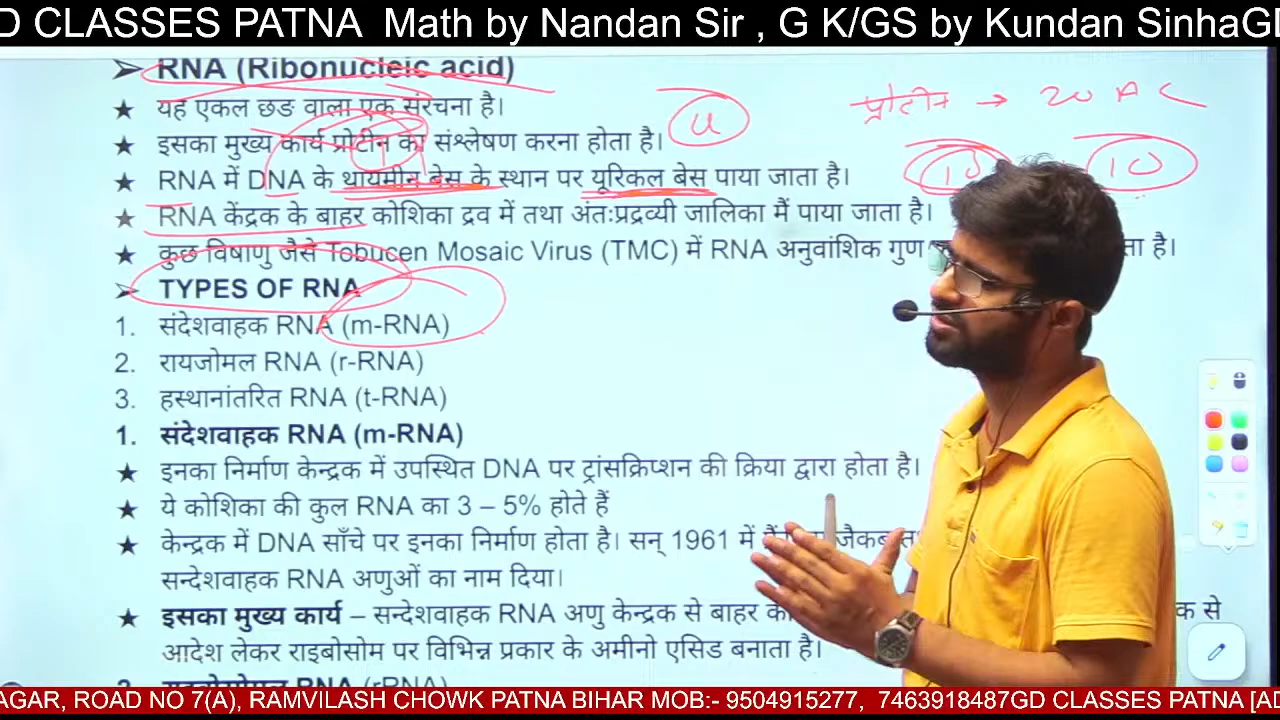 D CLASSES PATNA Math by Nandan Sir , G K/GS by Kundan SinhaGD
➢ RNA (Ribonucleic acid)
★ यह एकल छङ वाला एक संरचना है।
प्रोटीन → 20 A
★ इसका मुख्य कार्य प्रोटीन का संश्लेषण करना होता है।
U
T
★ RNA में DNA के थायमीन बेस के स्थान पर यूरिकल बेस पाया जाता है।
10 10
★ RNA केंद्रक के बाहर कोशिका द्रव में तथा अंतःप्रद्रव्यी जालिका मैं पाया जाता है।
★ कुछ विषाणु जैसे Tobucen Mosaic Virus (TMC) में RNA अनुवांशिक गुण ता है।
➢ TYPES OF RNA
1. संदेशवाहक RNA (m-RNA)
2. रायजोमल RNA (r-RNA)
3. हस्थानांतरित RNA (t-RNA)
1. संदेशवाहक RNA (m-RNA)
★ इनका निर्माण केन्द्रक में उपस्थित DNA पर ट्रांसक्रिप्शन की क्रिया द्वारा होता है।
★ ये कोशिका की कुल RNA का 3 – 5% होते हैं
★ केन्द्रक में DNA साँचे पर इनका निर्माण होता है। सन् 1961 में जैकब
सन्देशवाहक RNA अणुओं का नाम दिया।
★ इसका मुख्य कार्य – सन्देशवाहक RNA अणु केन्द्रक से बाहर क से
आदेश लेकर राइबोसोम पर विभिन्न प्रकार के अमीनो एसिड बनाता है।
NAGAR, ROAD NO 7(A), RAMVILASH CHOWK PATNA BIHAR MOB:- 9504915277, 7463918487GD CLASSES PATNA [AD